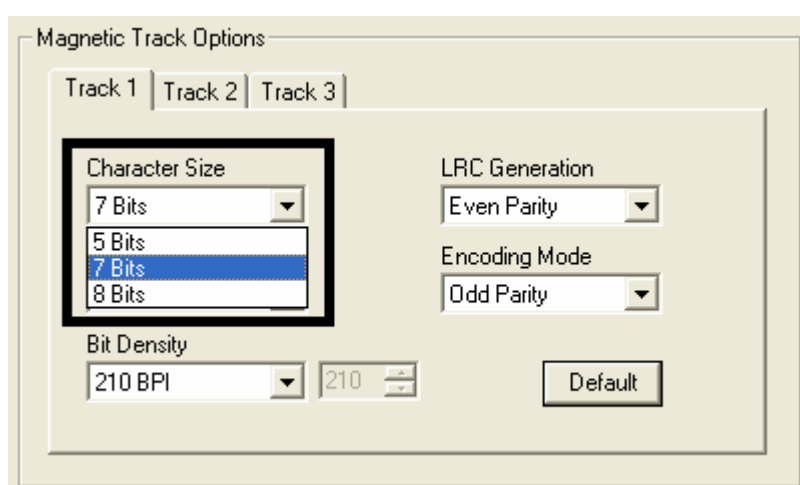 Magnetic Track Options
Track 1 Track 2 Track 3
Character Size
7 Bits
5 Bits
7 Bits
8 Bits
LRC Generation
Even Parity
Encoding Mode
Odd Parity
Bit Density
210 BPI 210
Default